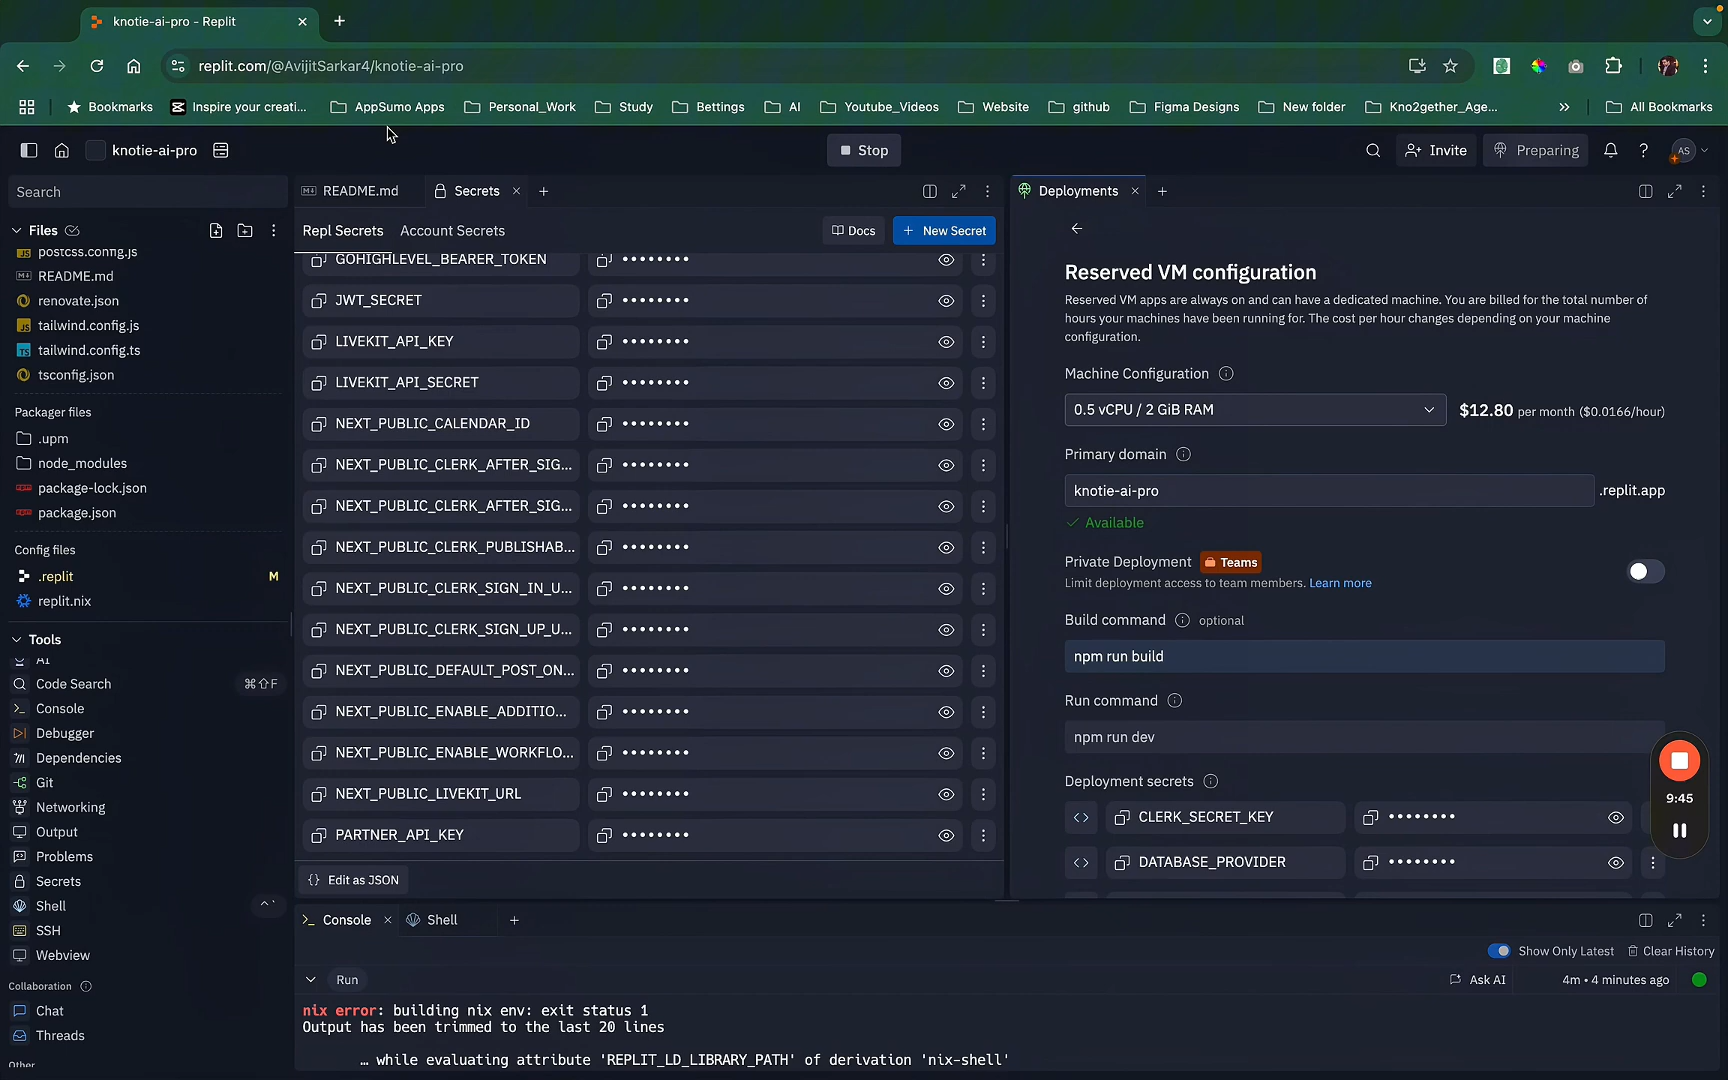 knotie-ai-pro - Replit
replit.com/@AvijitSarkar4/knotie-ai-pro
Bookmarks
Inspire your creati...
AppSumo Apps
Personal_Work
Study
Bettings
AI
Youtube_Videos
Website
github
Figma Designs
New folder
Kno2gether_Age...
All Bookmarks
knotie-ai-pro
Stop
Invite
Preparing
AS
Search
Files
postcss.config.js
README.md
renovate.json
tailwind.config.js
tailwind.config.ts
tsconfig.json
Packager files
.upm
node_modules
package-lock.json
package.json
Config files
.replit M
replit.nix
Tools
AI
Code Search ⌘⇧F
Console
Debugger
Dependencies
Git
Networking
Output
Problems
Secrets
Shell
SSH
Webview
Collaboration
Chat
Threads
Other
README.md
Secrets
Repl Secrets
Account Secrets
Docs
New Secret
GOHIGHLEVEL_BEARER_TOKEN
JWT_SECRET
LIVEKIT_API_KEY
LIVEKIT_API_SECRET
NEXT_PUBLIC_CALENDAR_ID
NEXT_PUBLIC_CLERK_AFTER_SIG...
NEXT_PUBLIC_CLERK_AFTER_SIG...
NEXT_PUBLIC_CLERK_PUBLISHAB...
NEXT_PUBLIC_CLERK_SIGN_IN_U...
NEXT_PUBLIC_CLERK_SIGN_UP_U...
NEXT_PUBLIC_DEFAULT_POST_ON...
NEXT_PUBLIC_ENABLE_ADDITIO...
NEXT_PUBLIC_ENABLE_WORKFLO...
NEXT_PUBLIC_LIVEKIT_URL
PARTNER_API_KEY
{} Edit as JSON
Deployments
Reserved VM configuration
Reserved VM apps are always on and can have a dedicated machine. You are billed for the total number of
hours your machines have been running for. The cost per hour changes depending on your machine
configuration.
Machine Configuration
0.5 vCPU / 2 GiB RAM
$12.80 per month ($0.0166/hour)
Primary domain
knotie-ai-pro
.replit.app
Available
Private Deployment Teams
Limit deployment access to team members. Learn more
Build command optional
npm run build
Run command
npm run dev
Deployment secrets
CLERK_SECRET_KEY
DATABASE_PROVIDER
9:45
Console
Shell
Show Only Latest
Clear History
Run
Ask AI
4m • 4 minutes ago
nix error: building nix env: exit status 1
Output has been trimmed to the last 20 lines
… while evaluating attribute 'REPLIT_LD_LIBRARY_PATH' of derivation 'nix-shell'